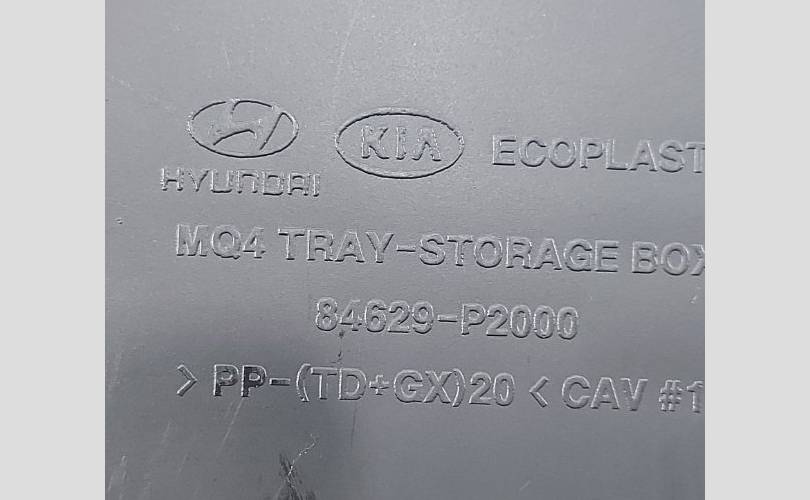 HYUNDAI KIA ECOPLAST
MQ4 TRAY-STORAGE BOX
84629-P2000
> PP-(TD+GX)20 < CAV #1